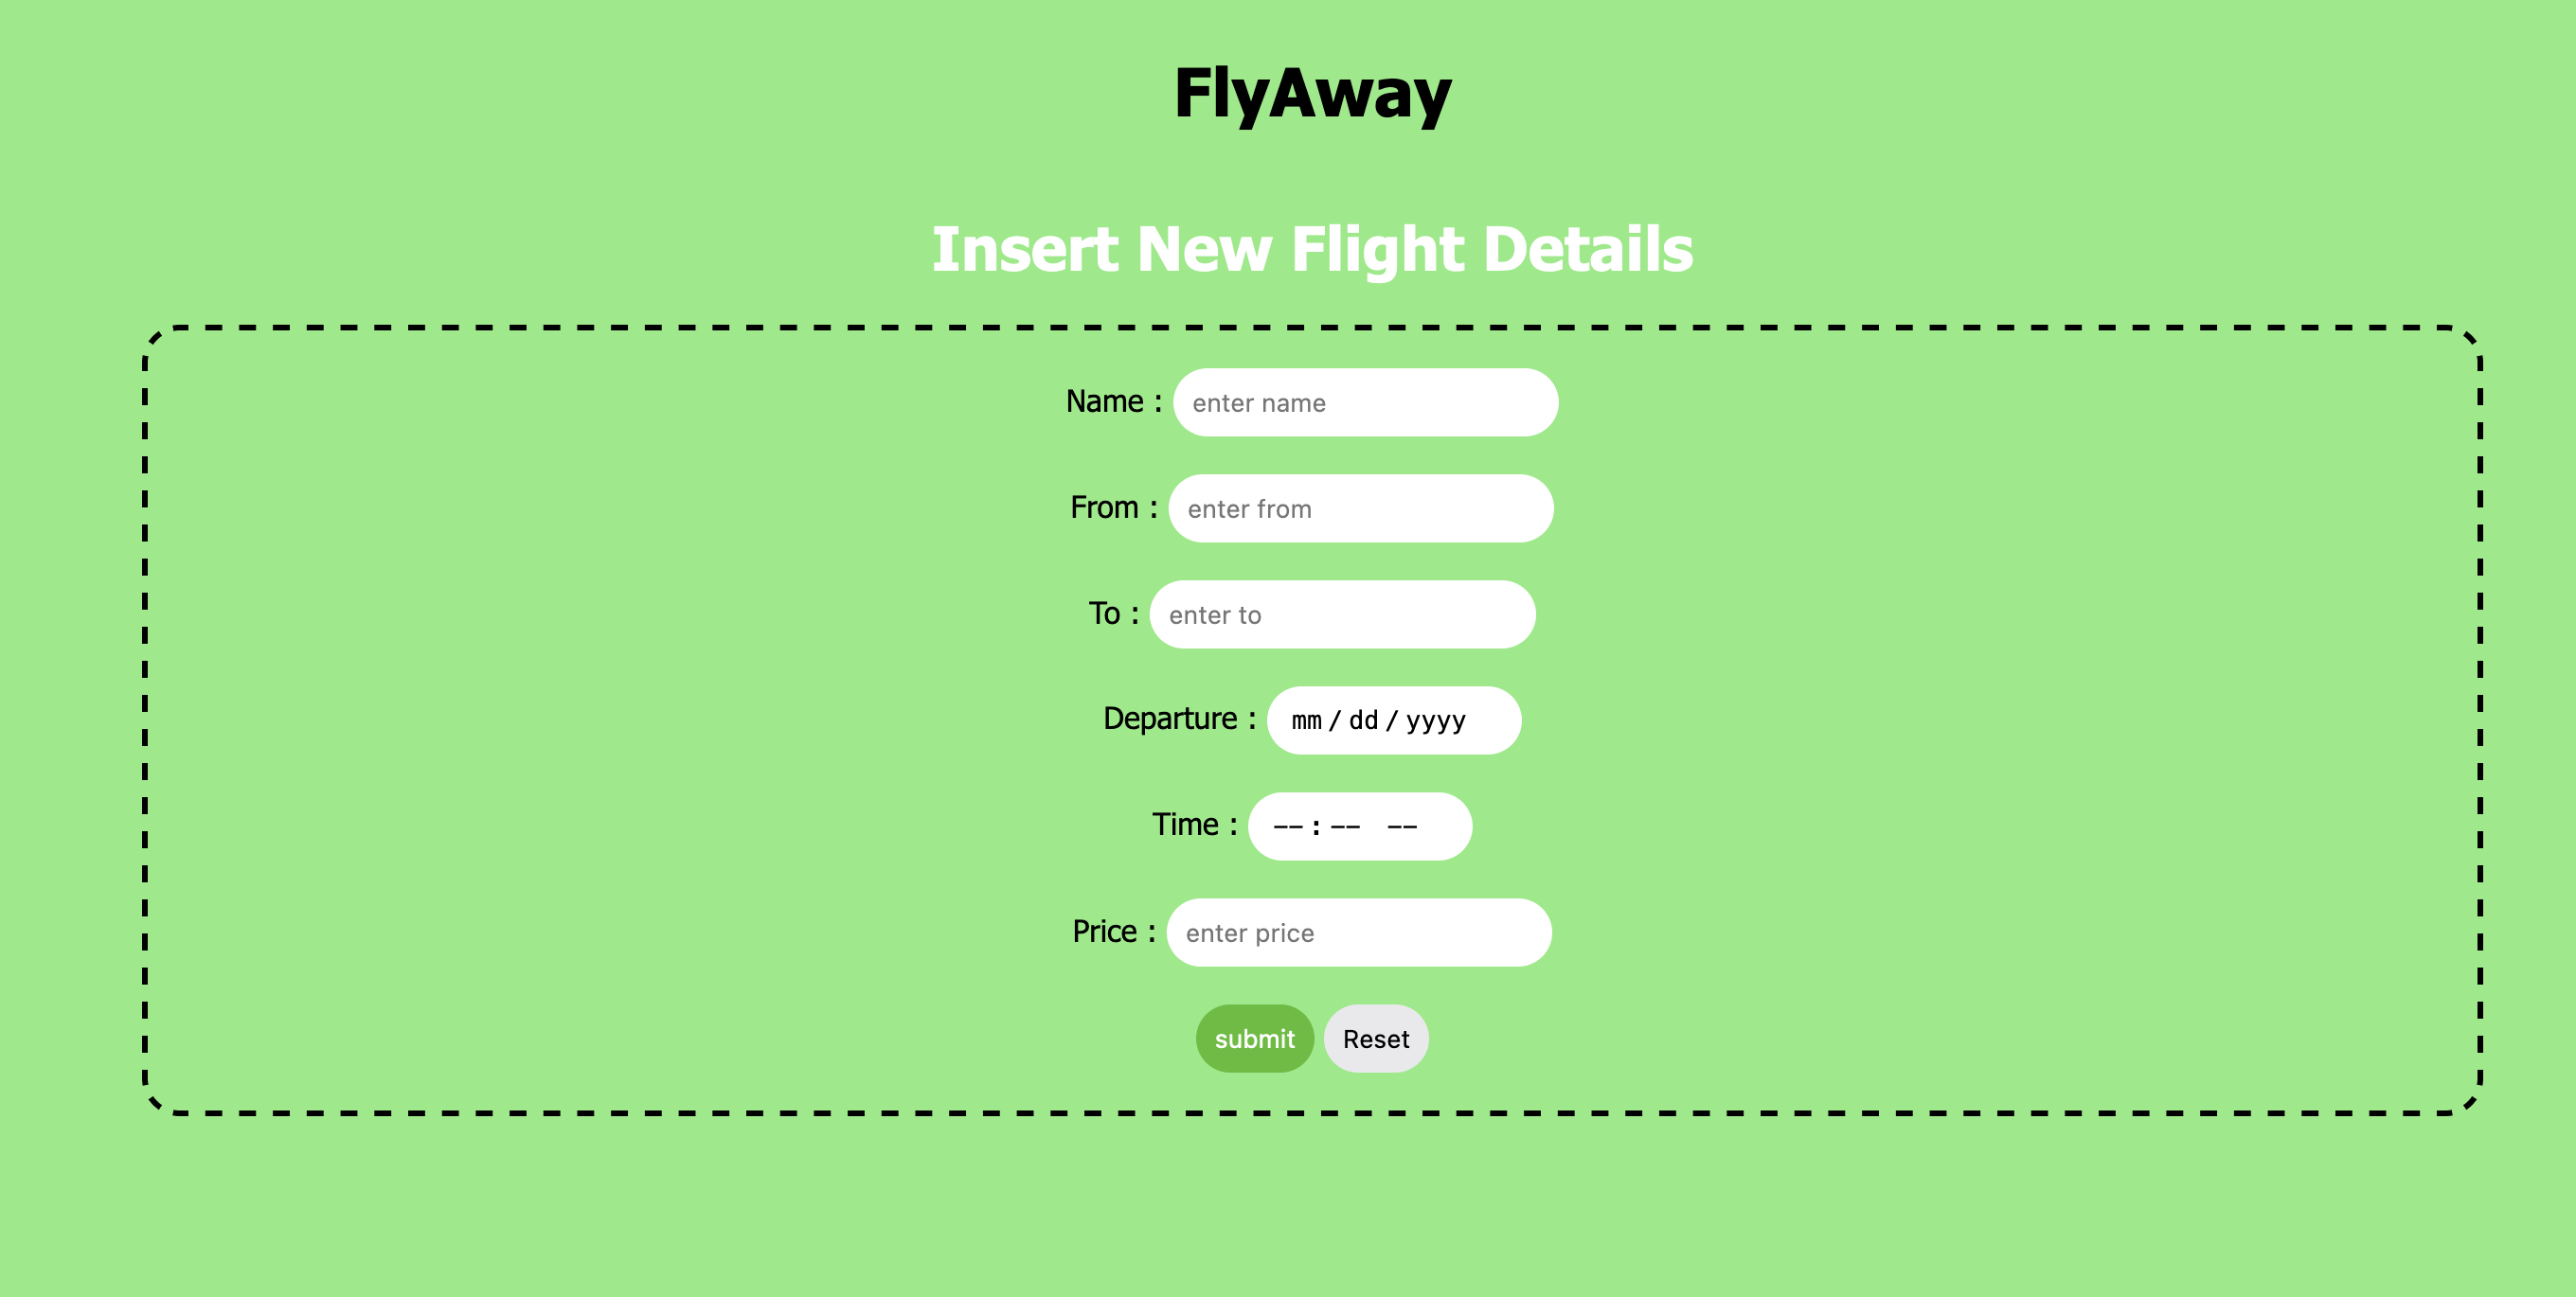 FlyAway
Insert New Flight Details
Name : enter name
From : enter from
To : enter to
Departure : mm / dd / yyyy
Time : -- : -- --
Price : enter price
submit Reset